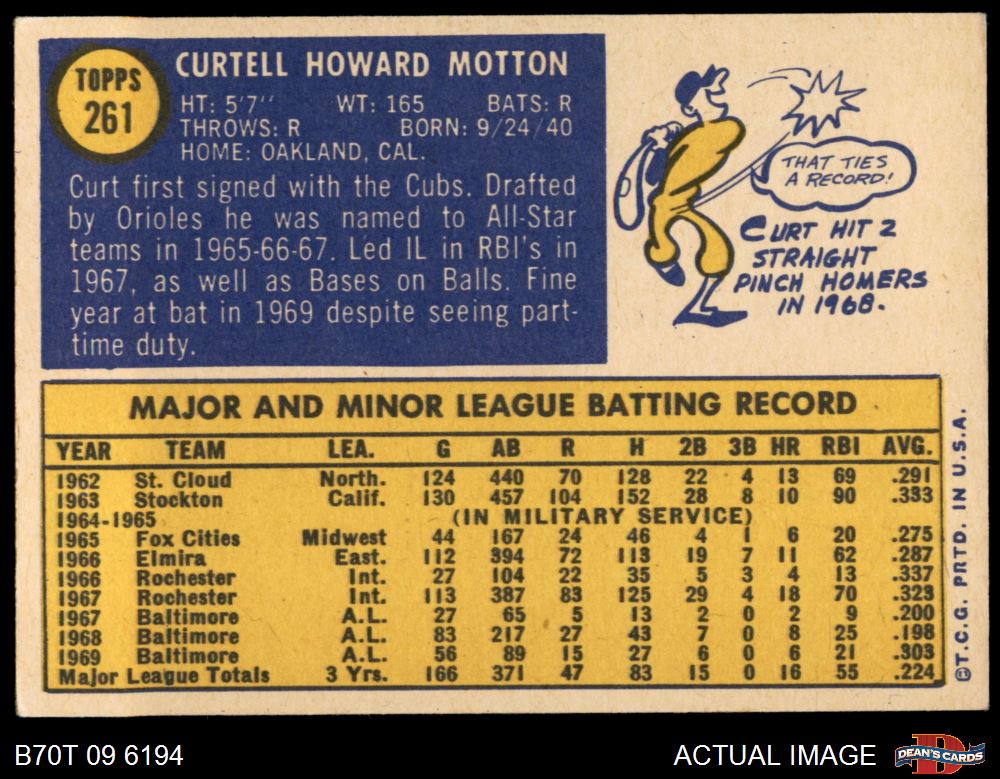 TOPPS
261
CURTELL HOWARD MOTTON
HT: 5'7" WT: 165 BATS: R
THROWS: R BORN: 9/24/40
HOME: OAKLAND, CAL.
Curt first signed with the Cubs. Drafted
by Orioles he was named to All-Star
teams in 1965-66-67. Led IL in RBI's in
1967, as well as Bases on Balls. Fine
year at bat in 1969 despite seeing part-
time duty.
THAT TIES
A RECORD!
CURT HIT 2
STRAIGHT
PINCH HOMERS
IN 1968.
MAJOR AND MINOR LEAGUE BATTING RECORD
YEAR TEAM LEA. G AB R H 2B 3B HR RBI AVG.
1962 St. Cloud North. 124 440 70 128 22 4 13 69 .291
1963 Stockton Calif. 130 457 104 152 28 8 10 90 .333
1964-1965 (IN MILITARY SERVICE)
1965 Fox Cities Midwest 44 167 24 46 4 1 6 20 .275
1966 Elmira East. 112 394 72 113 19 7 11 62 .287
1966 Rochester Int. 27 104 22 35 5 3 4 13 .337
1967 Rochester Int. 113 387 83 125 29 4 18 70 .323
1967 Baltimore A.L. 27 65 5 13 2 0 2 9 .200
1968 Baltimore A.L. 83 217 27 43 7 0 8 25 .198
1969 Baltimore A.L. 56 89 15 27 6 0 6 21 .303
Major League Totals 3 Yrs. 166 371 47 83 15 0 16 55 .224
©T.C.G. PRTD. IN U.S.A.
B70T 09 6194
ACTUAL IMAGE
DEAN'S CARDS